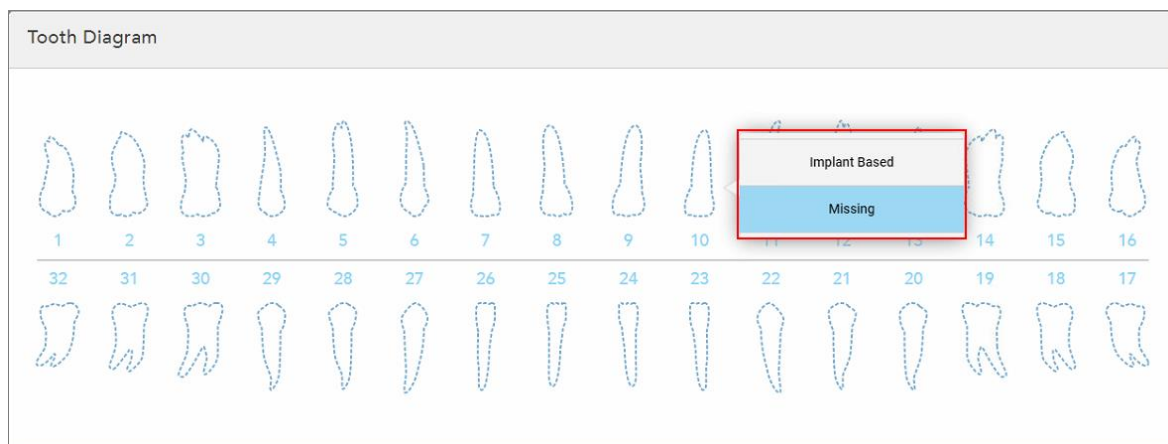 Tooth Diagram
Implant Based
Missing
1 2 3 4 5 6 7 8 9 10 11 12 13 14 15 16
32 31 30 29 28 27 26 25 24 23 22 21 20 19 18 17